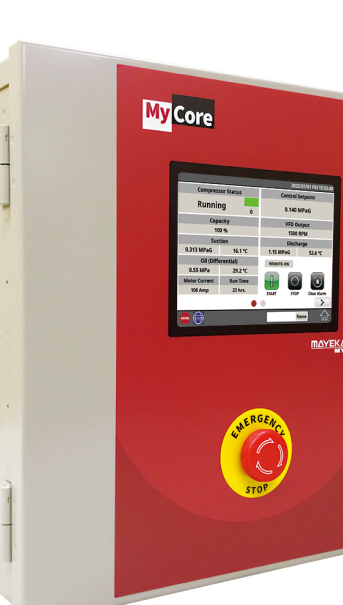 MyCore
2022/07/01 FRI 15:53:28
Compressor Status
Control Setpoint
Running
0
0.140 MPaG
Capacity
VFD Output
100 %
1500 RPM
Suction
Discharge
0.313 MPaG 16.1 °C
1.15 MPaG 52.6 °C
Oil (Differential)
REMOTE-ON
0.55 MPa 29.2 °C
Motor Current
Run Time
100 Amp
23 hrs.
START
STOP
Clear Alarm
None
MAYEKA
MY
EMERGENCY
STOP